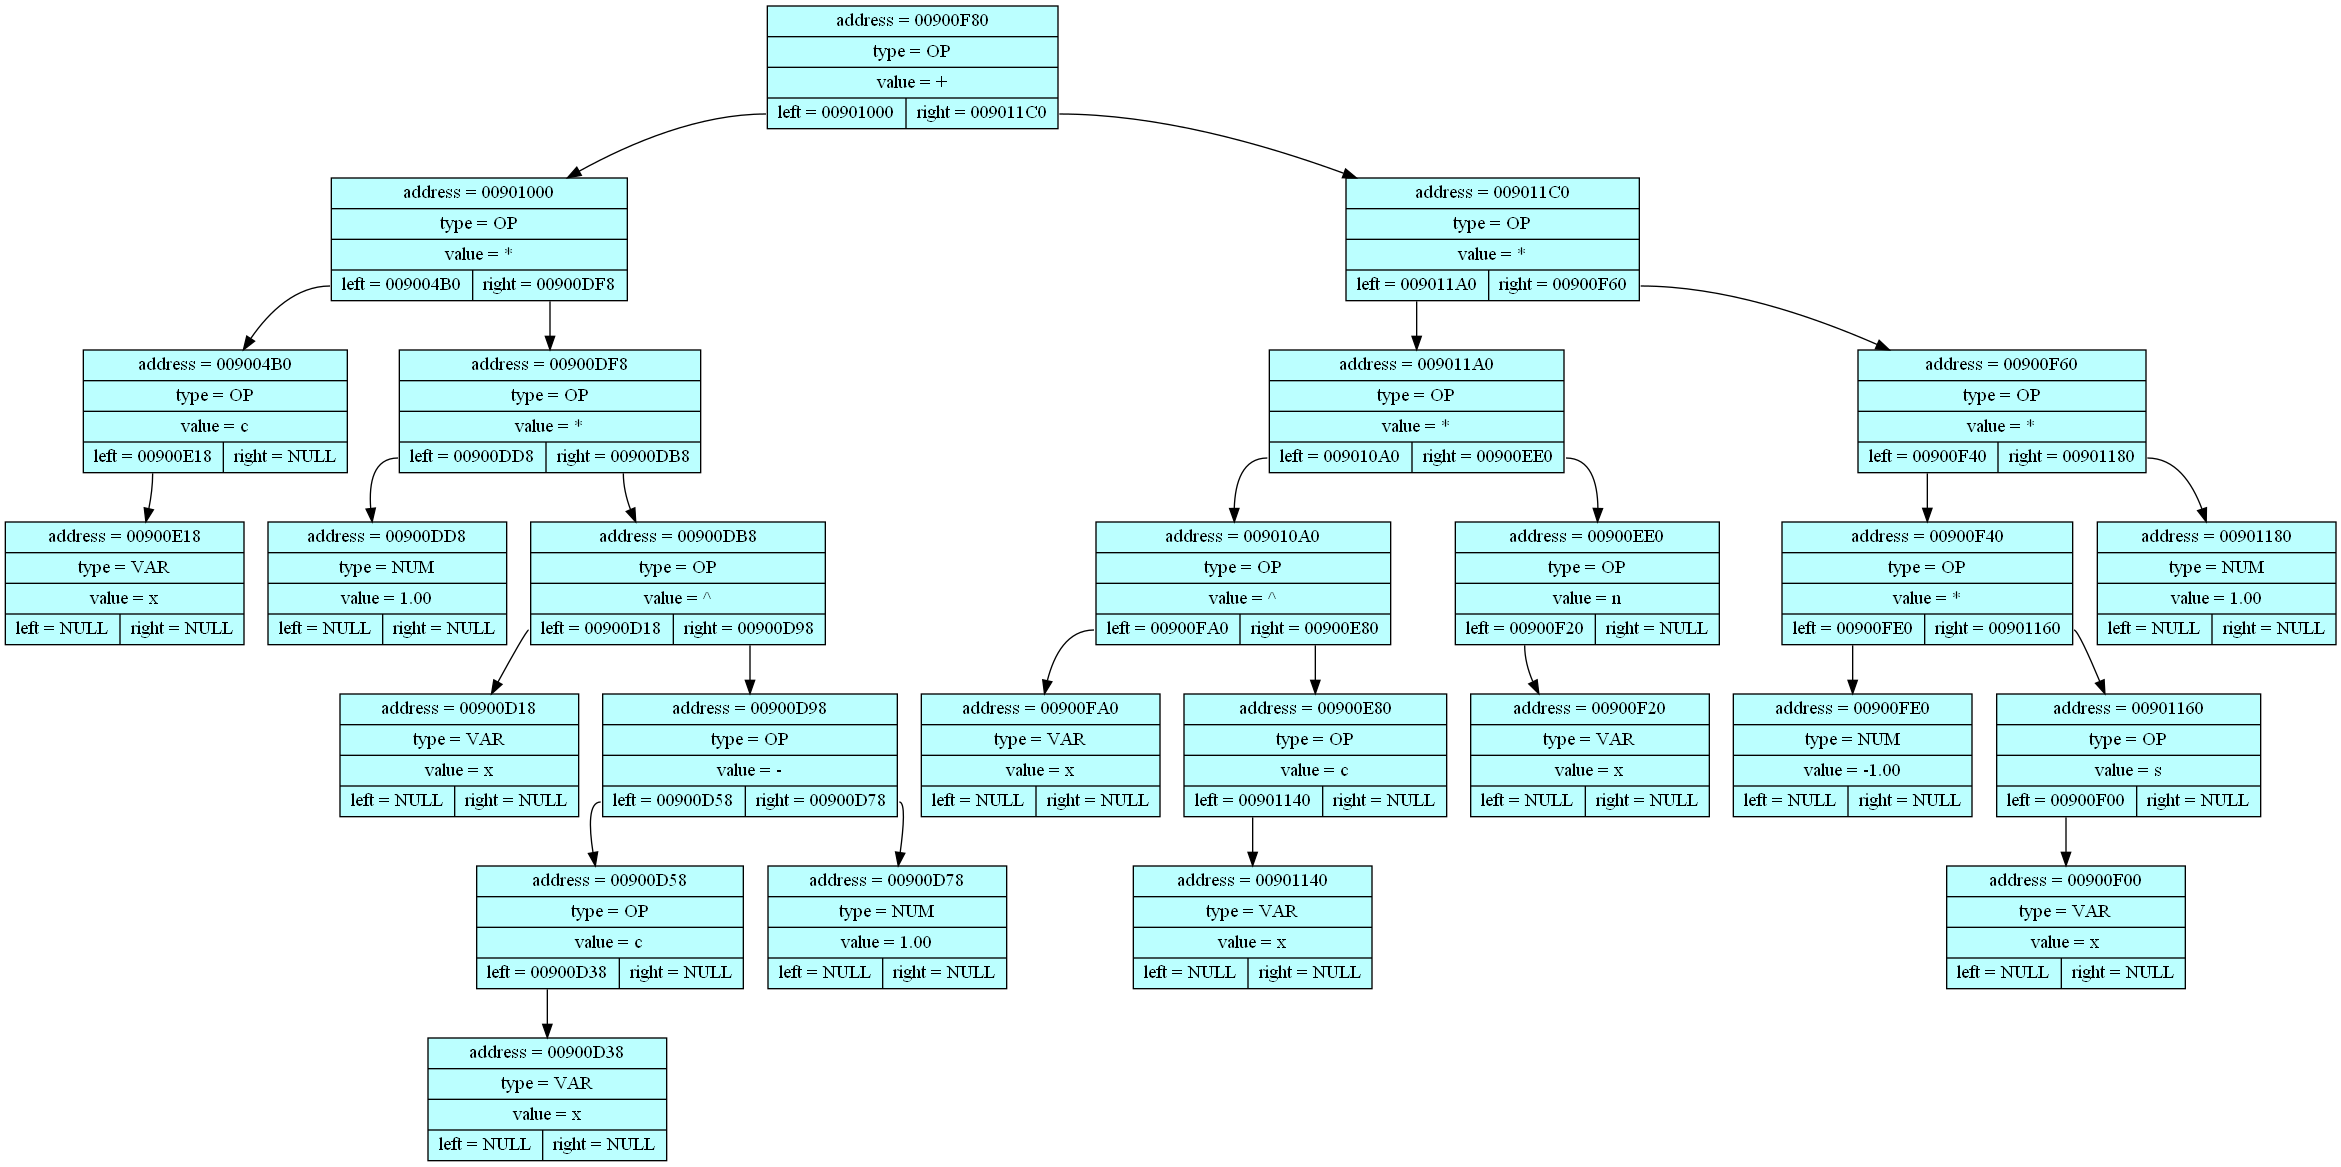 address = 00900F80
type = OP
value = +
left = 00901000 right = 009011C0
address = 00901000
type = OP
value = *
left = 009004B0 right = 00900DF8
address = 009011C0
type = OP
value = *
left = 009011A0 right = 00900F60
address = 009004B0
type = OP
value = c
left = 00900E18 right = NULL
address = 00900DF8
type = OP
value = *
left = 00900DD8 right = 00900DB8
address = 009011A0
type = OP
value = *
left = 009010A0 right = 00900EE0
address = 00900F60
type = OP
value = *
left = 00900F40 right = 00901180
address = 00900E18
type = VAR
value = x
left = NULL right = NULL
address = 00900DD8
type = NUM
value = 1.00
left = NULL right = NULL
address = 00900DB8
type = OP
value = ^
left = 00900D18 right = 00900D98
address = 009010A0
type = OP
value = ^
left = 00900FA0 right = 00900E80
address = 00900EE0
type = OP
value = n
left = 00900F20 right = NULL
address = 00900F40
type = OP
value = *
left = 00900FE0 right = 00901160
address = 00901180
type = NUM
value = 1.00
left = NULL right = NULL
address = 00900D18
type = VAR
value = x
left = NULL right = NULL
address = 00900D98
type = OP
value = -
left = 00900D58 right = 00900D78
address = 00900FA0
type = VAR
value = x
left = NULL right = NULL
address = 00900E80
type = OP
value = c
left = 00901140 right = NULL
address = 00900F20
type = VAR
value = x
left = NULL right = NULL
address = 00900FE0
type = NUM
value = -1.00
left = NULL right = NULL
address = 00901160
type = OP
value = s
left = 00900F00 right = NULL
address = 00900D58
type = OP
value = c
left = 00900D38 right = NULL
address = 00900D78
type = NUM
value = 1.00
left = NULL right = NULL
address = 00901140
type = VAR
value = x
left = NULL right = NULL
address = 00900F00
type = VAR
value = x
left = NULL right = NULL
address = 00900D38
type = VAR
value = x
left = NULL right = NULL